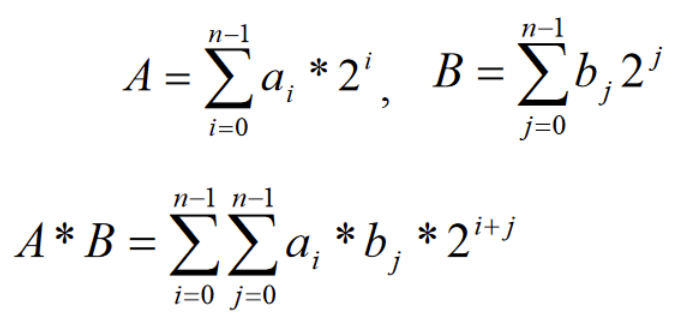 A = \sum_{i=0}^{n-1} a_i * 2^i , B = \sum_{j=0}^{n-1} b_j 2^j
A * B = \sum_{i=0}^{n-1} \sum_{j=0}^{n-1} a_i * b_j * 2^{i+j}